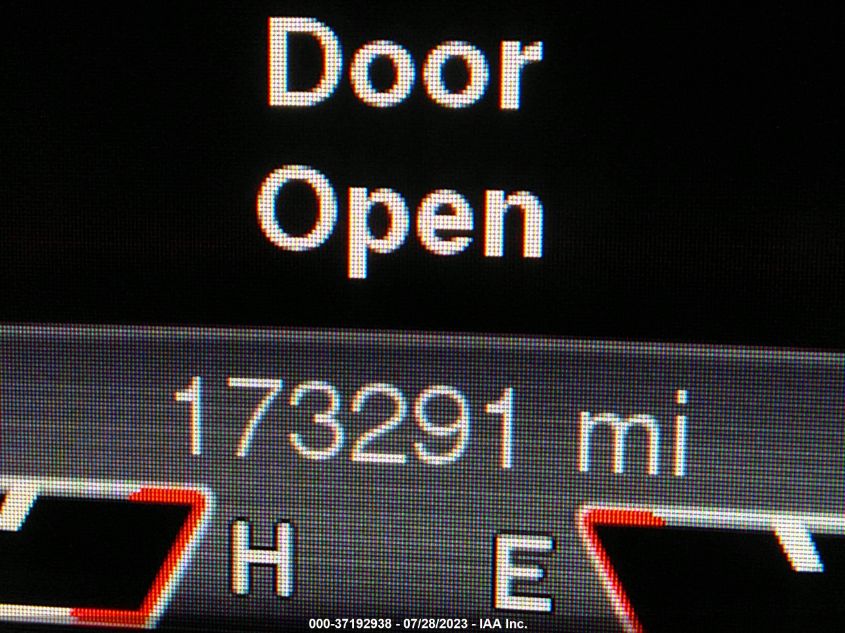 Door
Open
173291 mi
H E
000-37192938 - 07/28/2023 - IAA Inc.